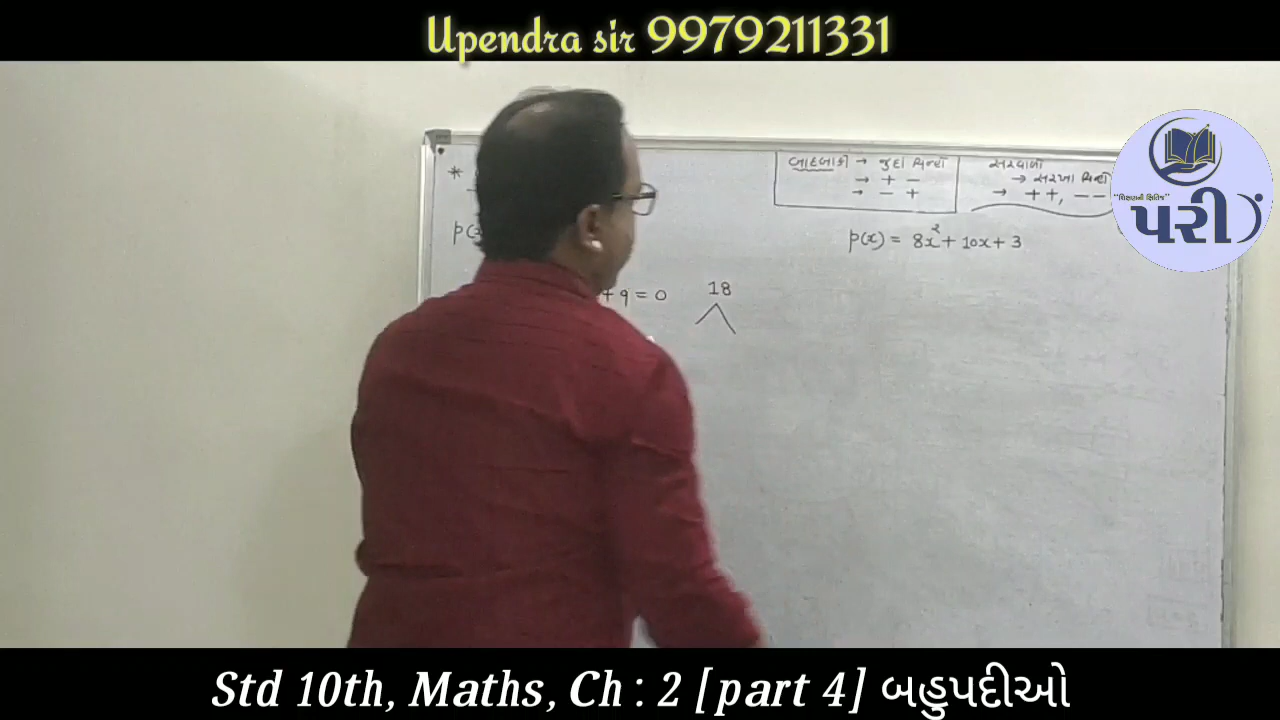 Upendra sir 9979211331
*
બાદબાકી → જુદા ચિન્હો
→ + −
→ − +
સરવાળો
→ સરખા ચિન્હો
→ ++, −−
"શિક્ષાની ક્ષિતિજ"
પરી
p(x
p(x) = 8x² + 10x + 3
+ 9 = 0
18
Std 10th, Maths, Ch : 2 [part 4] બહુપદીઓ